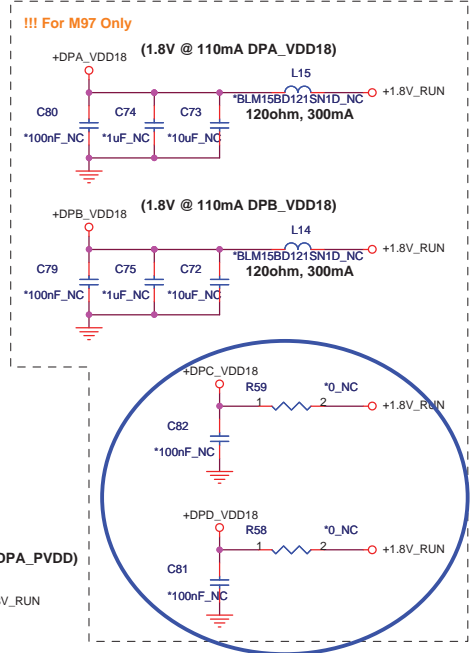 !!! For M97 Only
+DPA_VDD18
(1.8V @ 110mA DPA_VDD18)
L15
C80
C74
C73
*BLM15BD121SN1D_NC
+1.8V_RUN
120ohm, 300mA
*100nF_NC
*1uF_NC
*10uF_NC
+DPB_VDD18
(1.8V @ 110mA DPB_VDD18)
L14
C79
C75
C72
*BLM15BD121SN1D_NC
+1.8V_RUN
120ohm, 300mA
*100nF_NC
*1uF_NC
*10uF_NC
+DPC_VDD18
R59
*0_NC
1
2
+1.8V_RUN
C82
*100nF_NC
+DPD_VDD18
R58
*0_NC
1
2
+1.8V_RUN
C81
*100nF_NC
DPA_PVDD)
V_RUN